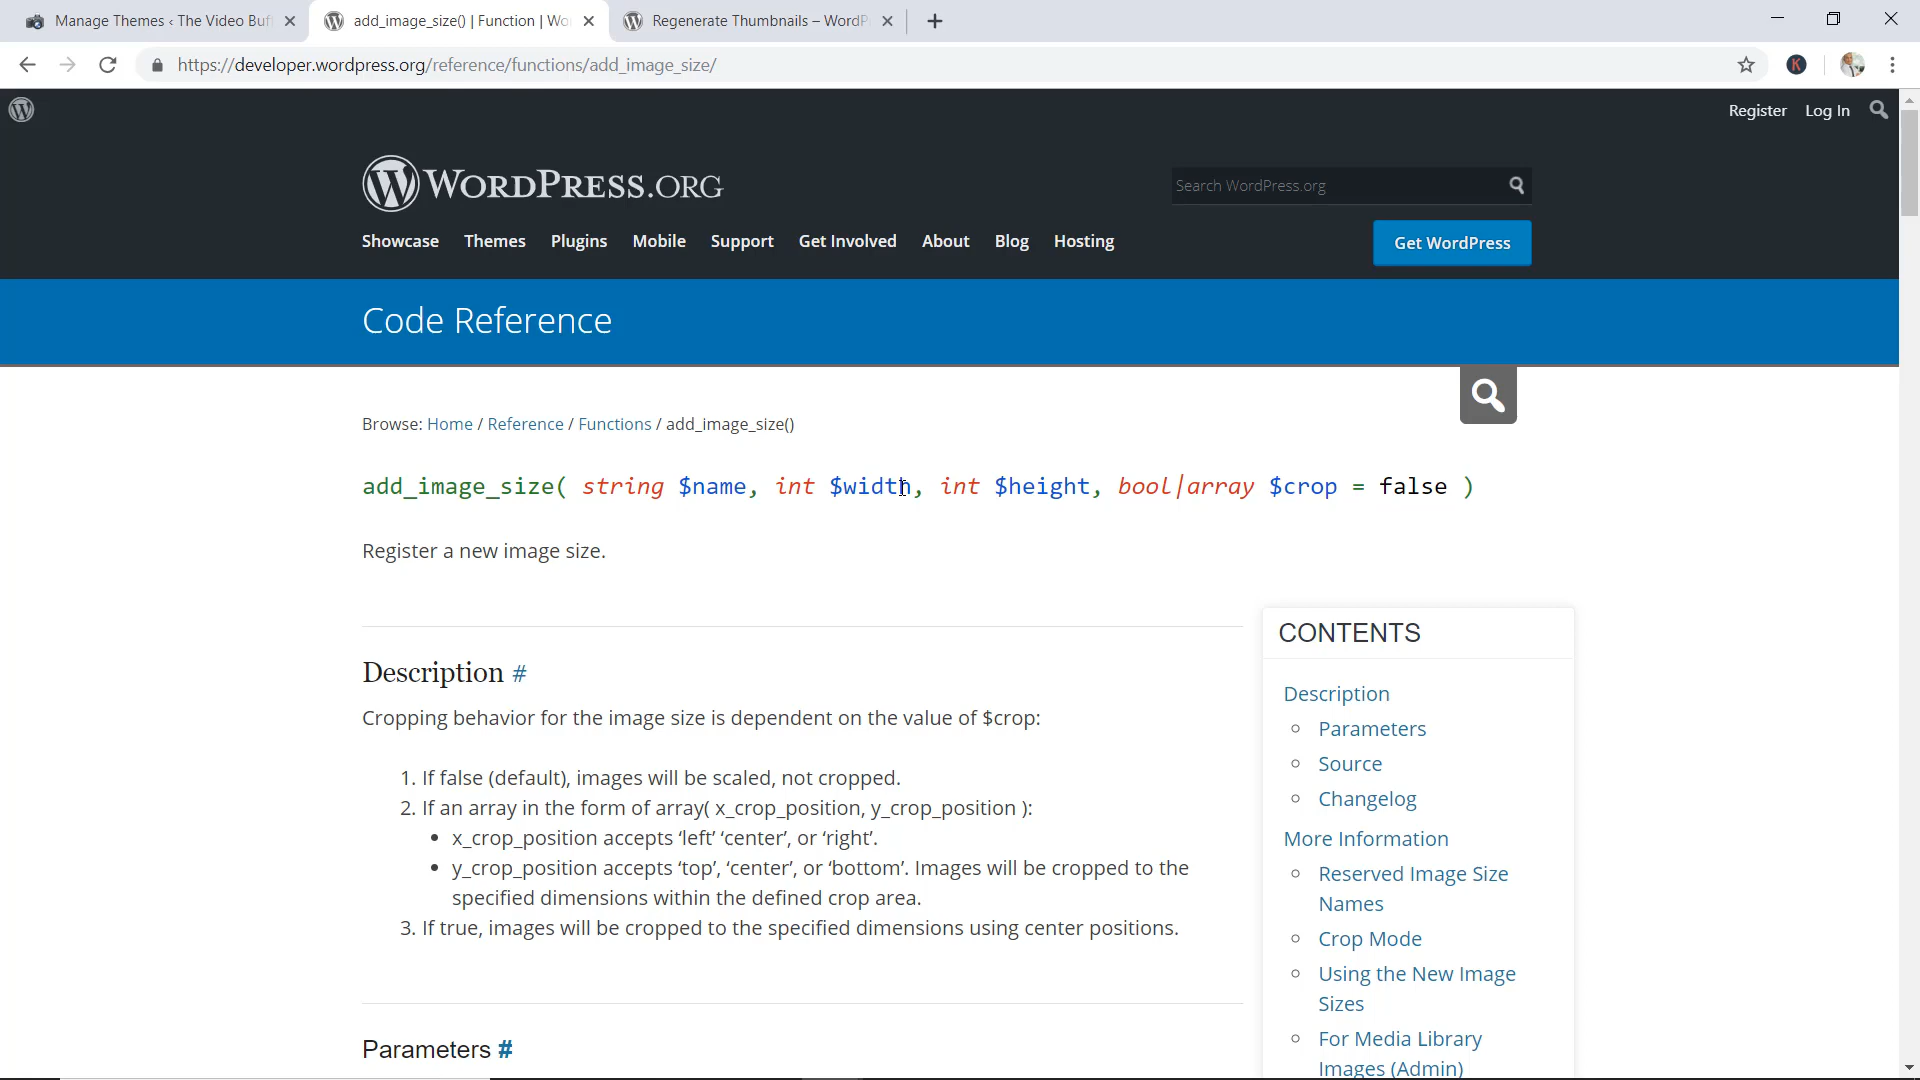 Manage Themes ‹ The Video Buf
add_image_size() | Function | Wo
Regenerate Thumbnails – WordP
https://developer.wordpress.org/reference/functions/add_image_size/
K
Register
Log In
WORDPRESS.ORG
Search WordPress.org
Showcase
Themes
Plugins
Mobile
Support
Get Involved
About
Blog
Hosting
Get WordPress
Code Reference
Browse: Home / Reference / Functions / add_image_size()
add_image_size( string $name, int $width, int $height, bool|array $crop = false )
Register a new image size.
Description #
Cropping behavior for the image size is dependent on the value of $crop:
1. If false (default), images will be scaled, not cropped.
2. If an array in the form of array( x_crop_position, y_crop_position ):
• x_crop_position accepts ‘left’ ‘center’, or ‘right’.
• y_crop_position accepts ‘top’, ‘center’, or ‘bottom’. Images will be cropped to the
specified dimensions within the defined crop area.
3. If true, images will be cropped to the specified dimensions using center positions.
Parameters #
CONTENTS
Description
Parameters
Source
Changelog
More Information
Reserved Image Size
Names
Crop Mode
Using the New Image
Sizes
For Media Library
Images (Admin)